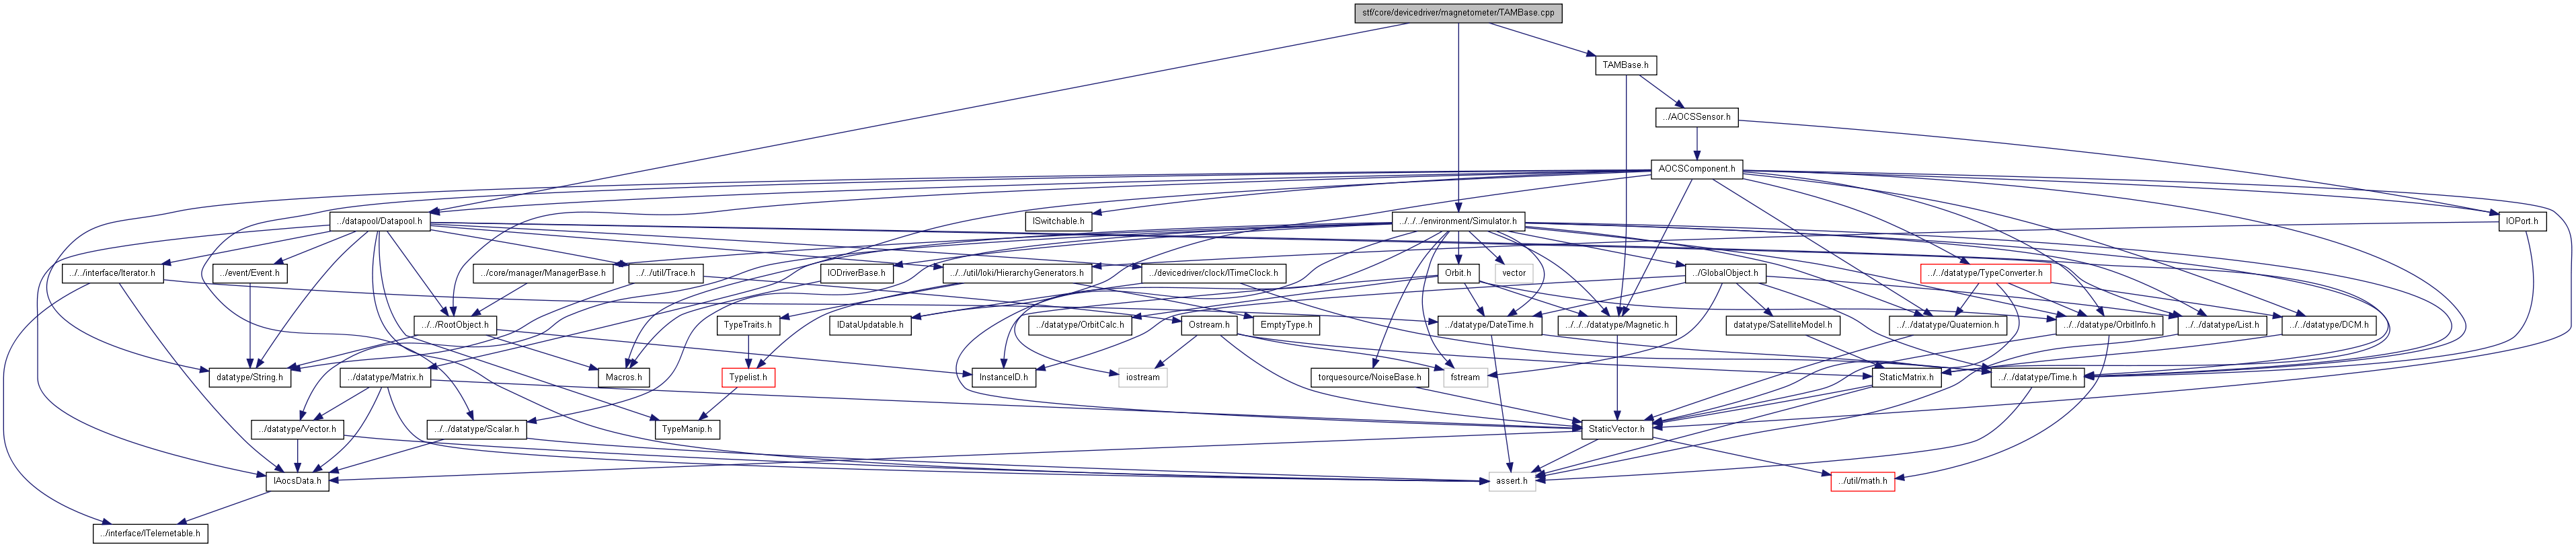 stf/core/devicedriver/magnetometer/TAMBase.cpp
TAMBase.h
../AOCSSensor.h
AOCSComponent.h
../datapool/Datapool.h
ISwitchable.h
../../../environment/Simulator.h
IOPort.h
../../interface/Iterator.h
../event/Event.h
../core/manager/ManagerBase.h
../../util/Trace.h
IODriverBase.h
../../util/loki/HierarchyGenerators.h
../devicedriver/clock/ITimeClock.h
Orbit.h
vector
../GlobalObject.h
../../datatype/TypeConverter.h
../../RootObject.h
TypeTraits.h
IDataUpdatable.h
../datatype/OrbitCalc.h
Ostream.h
EmptyType.h
../datatype/DateTime.h
../../../datatype/Magnetic.h
datatype/SatelliteModel.h
../../datatype/Quaternion.h
../../datatype/OrbitInfo.h
../../datatype/List.h
../../datatype/DCM.h
datatype/String.h
../datatype/Matrix.h
Macros.h
Typelist.h
InstanceID.h
iostream
torquesource/NoiseBase.h
fstream
StaticMatrix.h
../../datatype/Time.h
../datatype/Vector.h
../../datatype/Scalar.h
TypeManip.h
StaticVector.h
IAocsData.h
assert.h
../util/math.h
../interface/ITelemetable.h